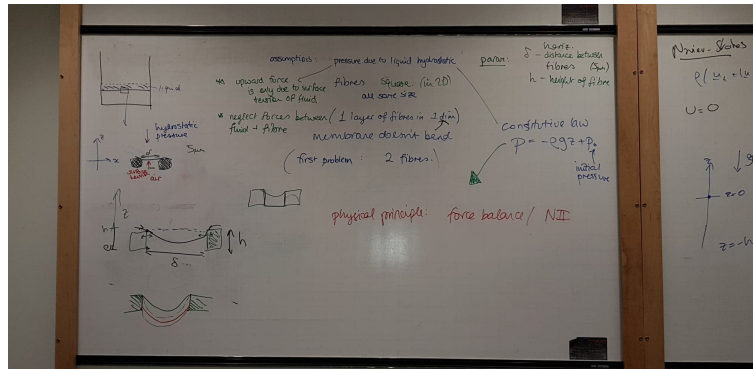 assumptions: pressure due to liquid hydrostatic
* upward force is only due to surface tension of fluid
fibres square (in 2D)
all same size
* neglect forces between fluid + fibre
(1 layer of fibres in 1 dim)
membrane doesn't bend
(first problem: 2 fibres.)
param:
δ - horiz. distance between fibres
h - height of fibre
constitutive law
P = -ρgz + P₀
initial pressure
physical principle: force balance / NII
liquid
hydrostatic pressure
z
x
5μm
air
z
h
δ
h
Navier-Stokes
U = 0
z
z=0
z=-h